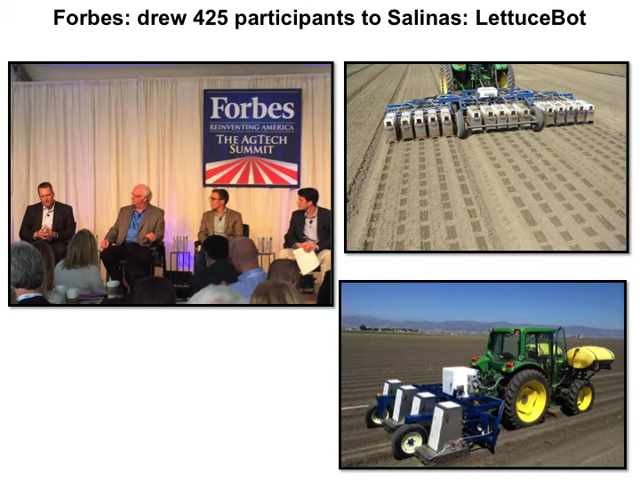 Forbes: drew 425 participants to Salinas: LettuceBot
Forbes
REINVENTING AMERICA
THE AGTECH
SUMMIT